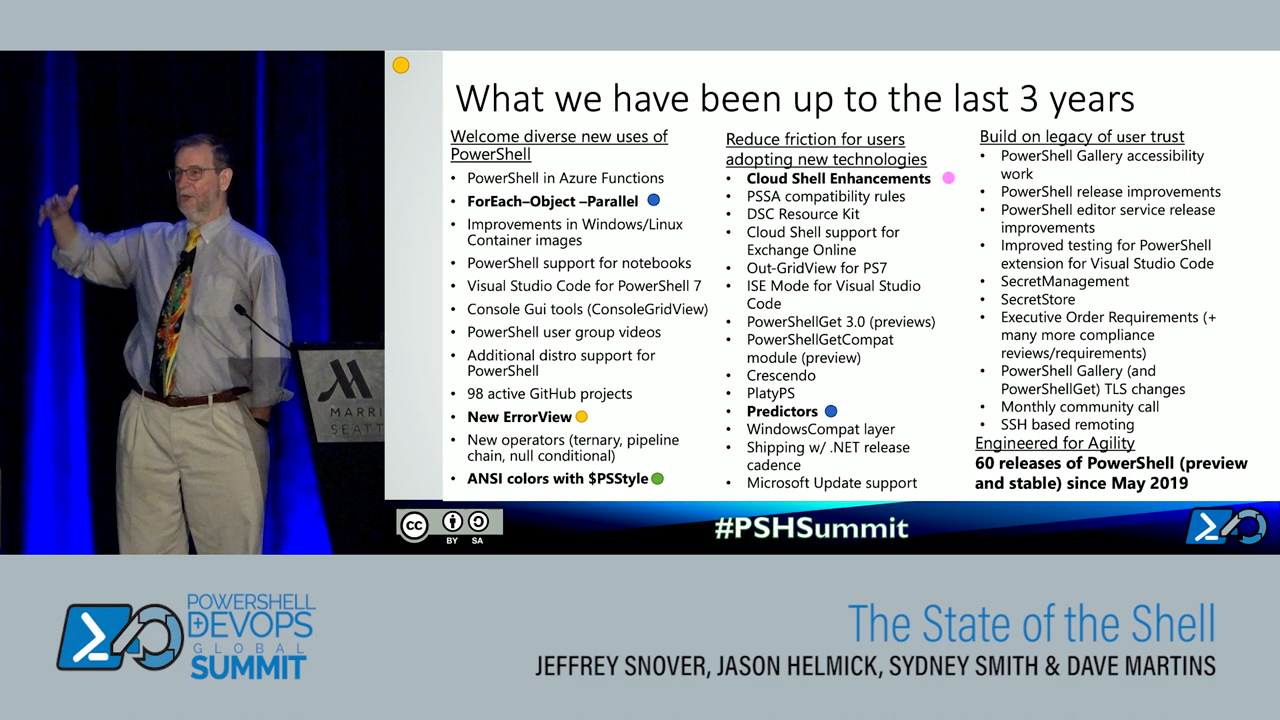 What we have been up to the last 3 years
Welcome diverse new uses of
PowerShell
• PowerShell in Azure Functions
• ForEach–Object –Parallel
• Improvements in Windows/Linux
Container images
• PowerShell support for notebooks
• Visual Studio Code for PowerShell 7
• Console Gui tools (ConsoleGridView)
• PowerShell user group videos
• Additional distro support for
PowerShell
• 98 active GitHub projects
• New ErrorView
• New operators (ternary, pipeline
chain, null conditional)
• ANSI colors with $PSStyle
Reduce friction for users
adopting new technologies
• Cloud Shell Enhancements
• PSSA compatibility rules
• DSC Resource Kit
• Cloud Shell support for
Exchange Online
• Out-GridView for PS7
• ISE Mode for Visual Studio
Code
• PowerShellGet 3.0 (previews)
• PowerShellGetCompat
module (preview)
• Crescendo
• PlatyPS
• Predictors
• WindowsCompat layer
• Shipping w/ .NET release
cadence
• Microsoft Update support
Build on legacy of user trust
• PowerShell Gallery accessibility
work
• PowerShell release improvements
• PowerShell editor service release
improvements
• Improved testing for PowerShell
extension for Visual Studio Code
• SecretManagement
• SecretStore
• Executive Order Requirements (+
many more compliance
reviews/requirements)
• PowerShell Gallery (and
PowerShellGet) TLS changes
• Monthly community call
• SSH based remoting
Engineered for Agility
60 releases of PowerShell (preview
and stable) since May 2019
MARRI
SEATT
cc
BY SA
#PSHSummit
POWERSHELL
+DEVOPS
GLOBAL
SUMMIT
The State of the Shell
JEFFREY SNOVER, JASON HELMICK, SYDNEY SMITH & DAVE MARTINS